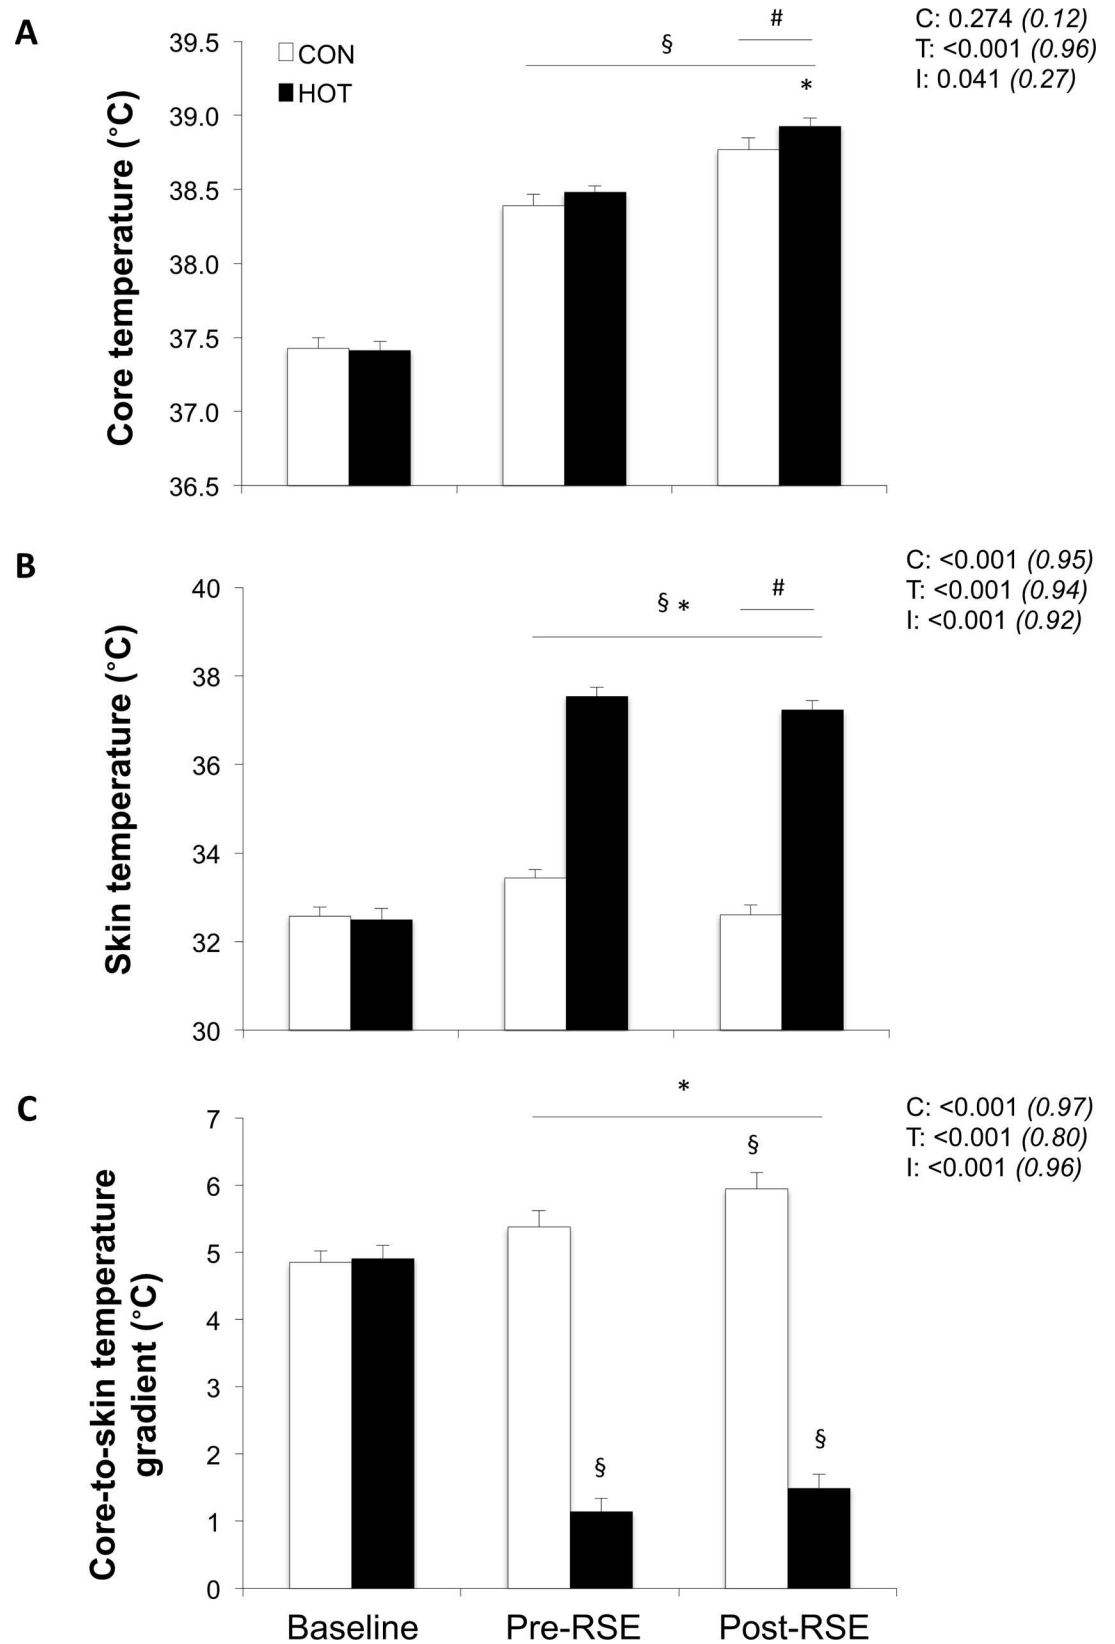 A
C: 0.274 (0.12)
T: <0.001 (0.96)
I: 0.041 (0.27)
#
§
*
CON
HOT
Core temperature (°C)
39.5
39.0
38.5
38.0
37.5
37.0
36.5
B
C: <0.001 (0.95)
T: <0.001 (0.94)
I: <0.001 (0.92)
#
§ *
Skin temperature (°C)
40
38
36
34
32
30
C
C: <0.001 (0.97)
T: <0.001 (0.80)
I: <0.001 (0.96)
*
§
§
§
Core-to-skin temperature
gradient (°C)
7
6
5
4
3
2
1
0
Baseline
Pre-RSE
Post-RSE